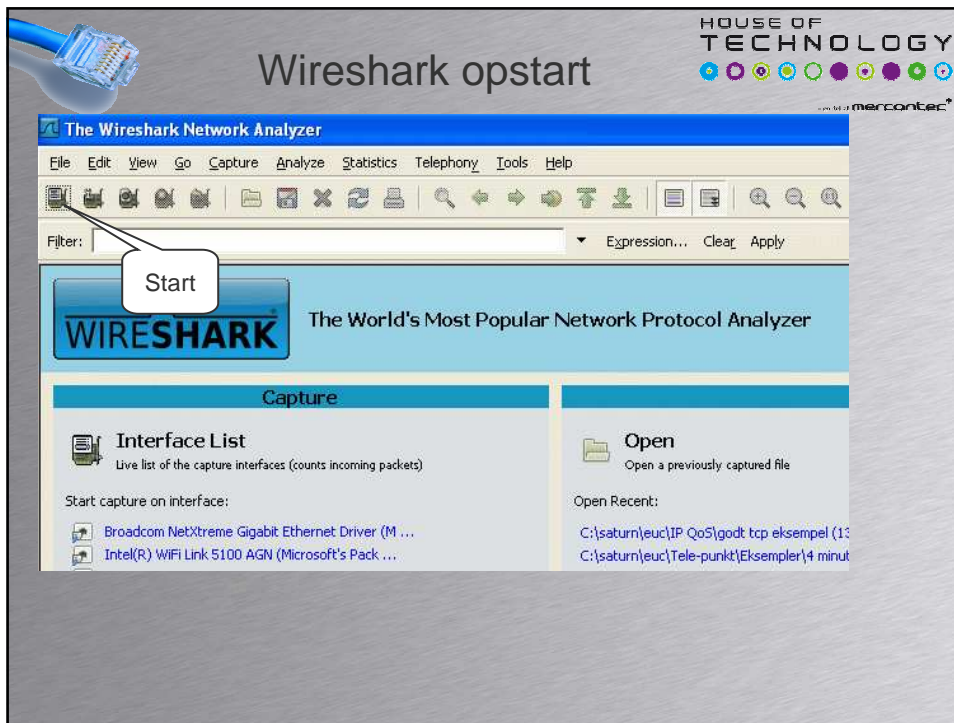 Wireshark opstart
HOUSE OF
TECHNOLOGY
mercantec+
The Wireshark Network Analyzer
File Edit View Go Capture Analyze Statistics Telephony Tools Help
Filter: Expression... Clear Apply
Start
WIRESHARK
The World's Most Popular Network Protocol Analyzer
Capture
Interface List
Live list of the capture interfaces (counts incoming packets)
Start capture on interface:
Broadcom NetXtreme Gigabit Ethernet Driver (M ...
Intel(R) WiFi Link 5100 AGN (Microsoft's Pack ...
Open
Open a previously captured file
Open Recent:
C:\saturn\euc\IP QoS\godt tcp eksempel (13
C:\saturn\euc\Tele-punkt\Eksempler\4 minut